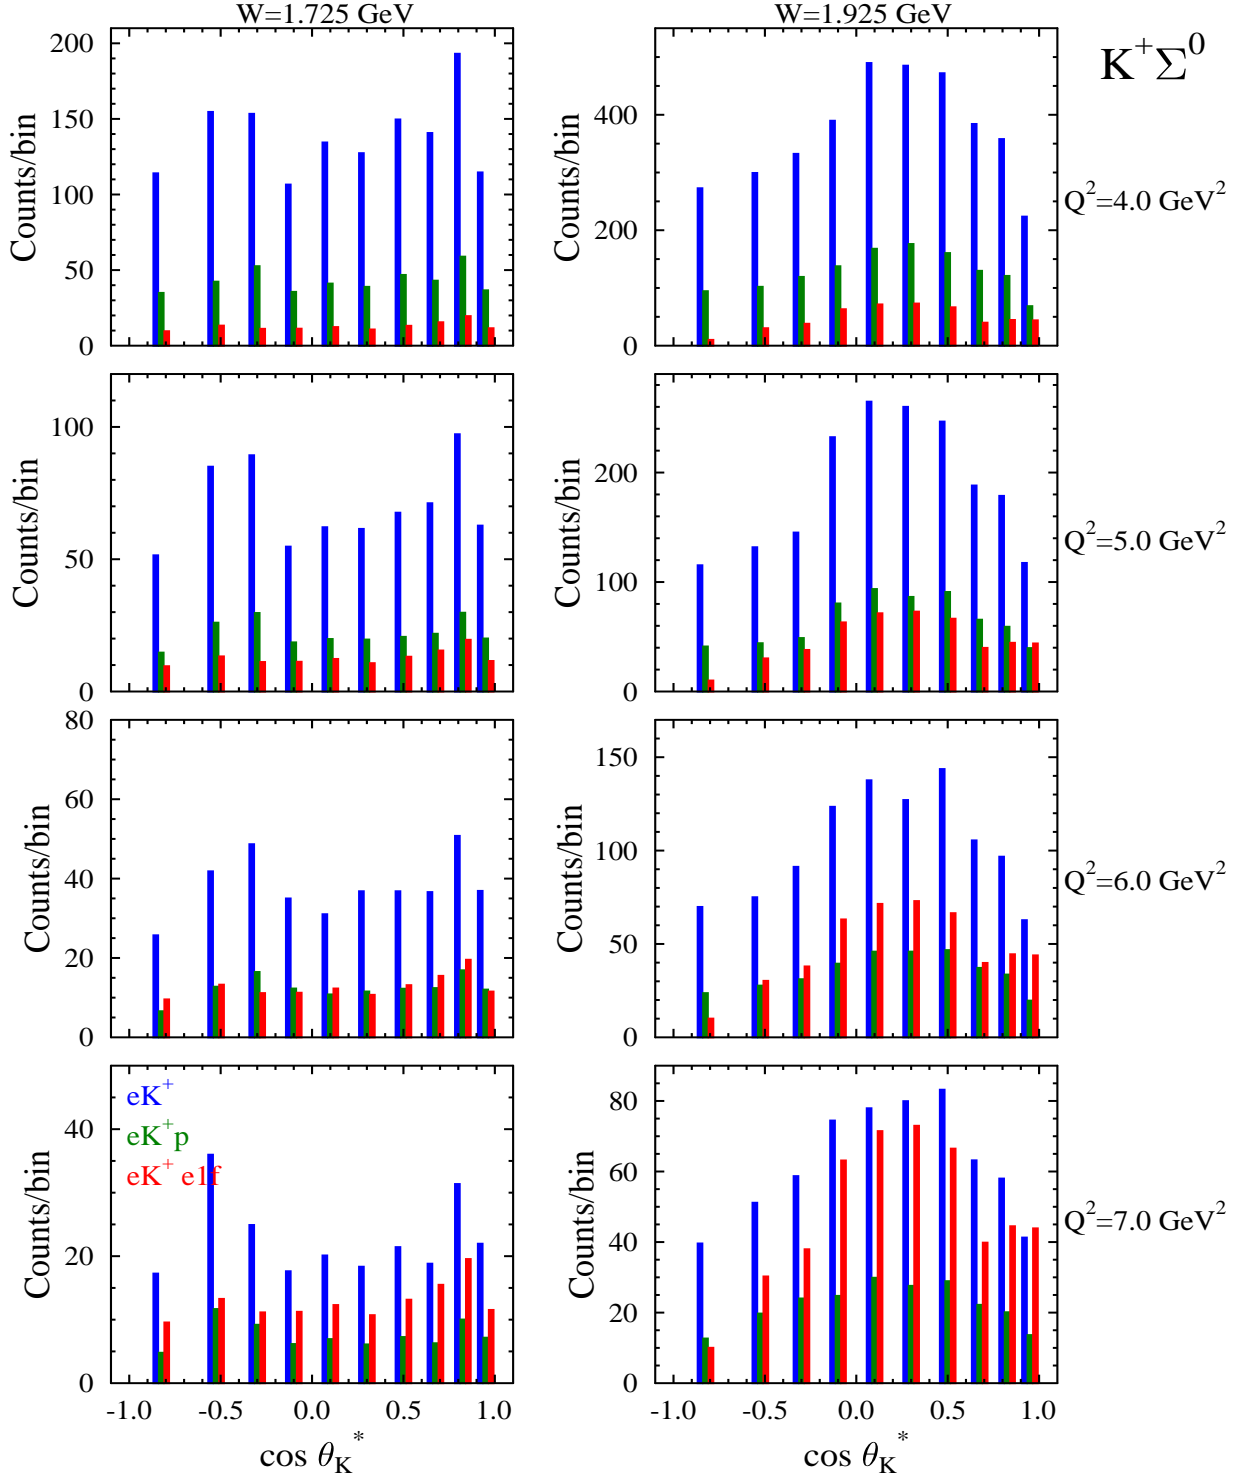 W=1.725 GeV
W=1.925 GeV
K⁺Σ⁰
200
150
100
50
0
Counts/bin
400
200
0
Counts/bin
Q²=4.0 GeV²
100
50
0
Counts/bin
200
100
0
Counts/bin
Q²=5.0 GeV²
80
60
40
20
0
Counts/bin
150
100
50
0
Counts/bin
Q²=6.0 GeV²
eK⁺
eK⁺p
eK⁺ e1f
40
20
0
Counts/bin
80
60
40
20
0
Counts/bin
Q²=7.0 GeV²
-1.0 -0.5 0.0 0.5 1.0
-1.0 -0.5 0.0 0.5 1.0
cos θ_K*
cos θ_K*